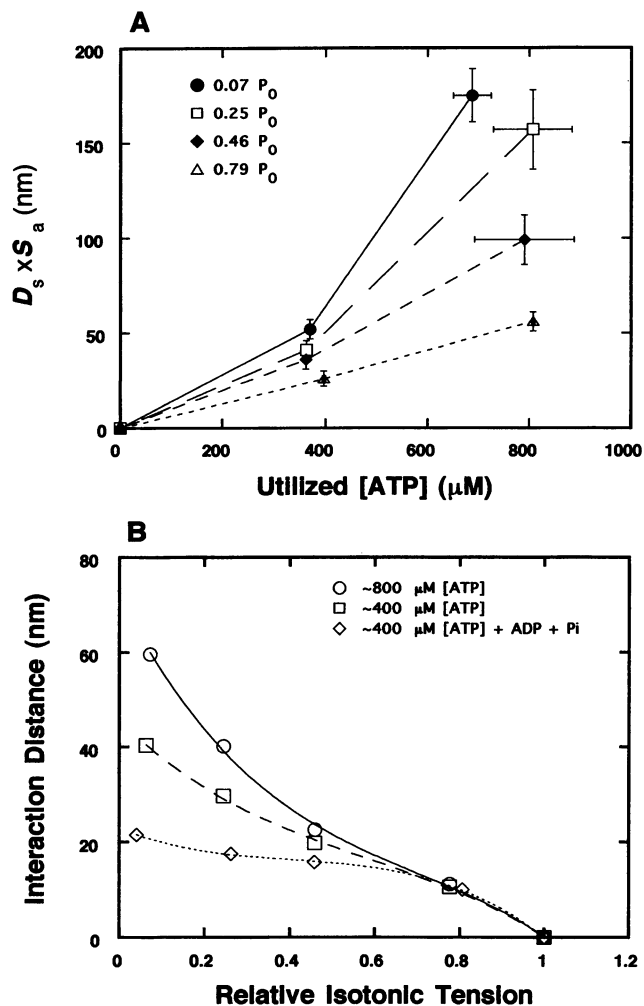 A
200
150
100
50
0
0.07 P0
0.25 P0
0.46 P0
0.79 P0
Ds xSa (nm)
0 200 400 600 800 1000
Utilized [ATP] (μM)
B
80
60
40
20
0
~800 μM [ATP]
~400 μM [ATP]
~400 μM [ATP] + ADP + Pi
Interaction Distance (nm)
0 0.2 0.4 0.6 0.8 1 1.2
Relative Isotonic Tension